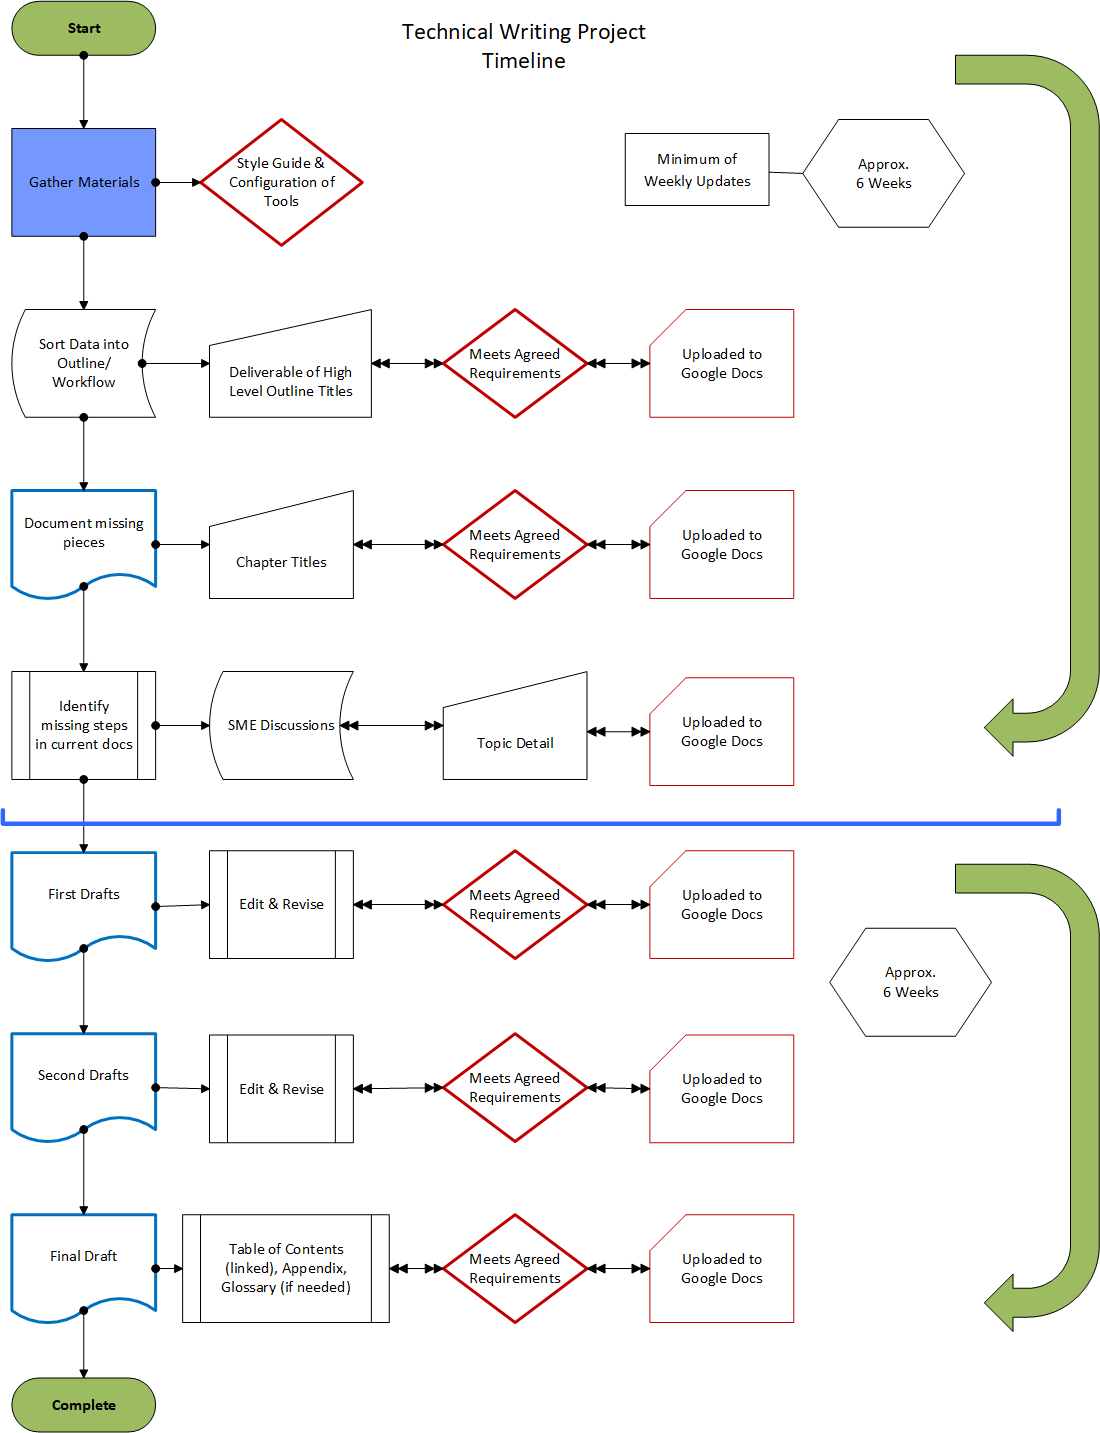 Start
Technical Writing Project
Timeline
Gather Materials
Style Guide &
Configuration of
Tools
Minimum of
Weekly Updates
Approx.
6 Weeks
Sort Data into
Outline/
Workflow
Deliverable of High
Level Outline Titles
Meets Agreed
Requirements
Uploaded to
Google Docs
Document missing
pieces
Chapter Titles
Meets Agreed
Requirements
Uploaded to
Google Docs
Identify
missing steps
in current docs
SME Discussions
Topic Detail
Uploaded to
Google Docs
First Drafts
Edit & Revise
Meets Agreed
Requirements
Uploaded to
Google Docs
Approx.
6 Weeks
Second Drafts
Edit & Revise
Meets Agreed
Requirements
Uploaded to
Google Docs
Final Draft
Table of Contents
(linked), Appendix,
Glossary (if needed)
Meets Agreed
Requirements
Uploaded to
Google Docs
Complete